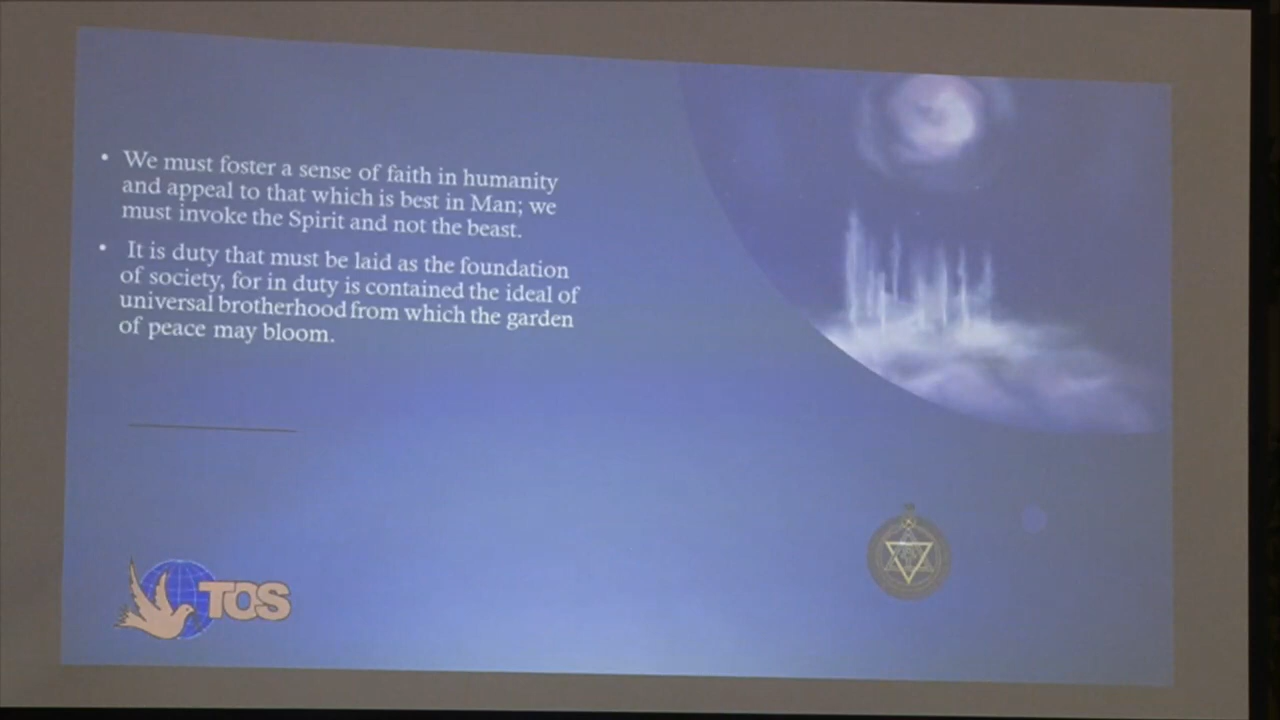 • We must foster a sense of faith in humanity
and appeal to that which is best in Man; we
must invoke the Spirit and not the beast.
• It is duty that must be laid as the foundation
of society, for in duty is contained the ideal of
universal brotherhood from which the garden
of peace may bloom.
TOS